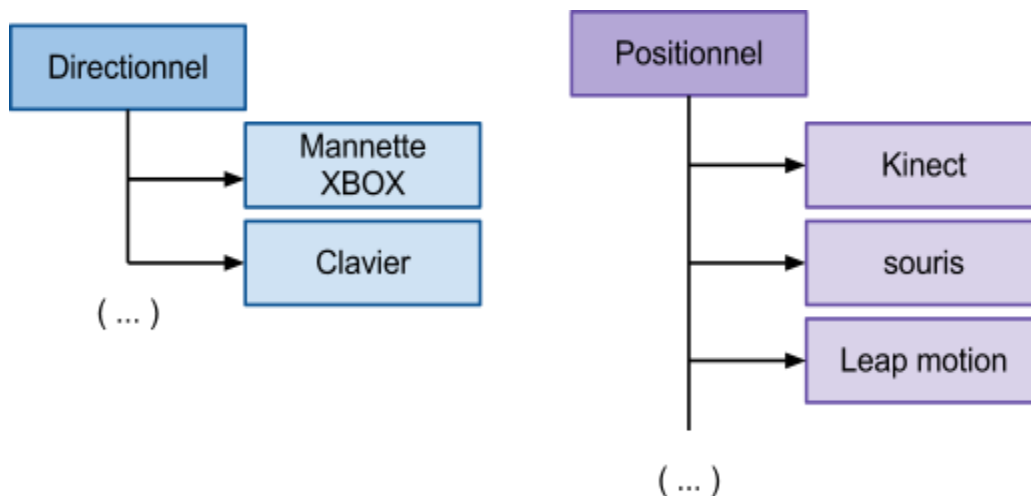 Directionnel
Mannette
XBOX
Clavier
( ... )
Positionnel
Kinect
souris
Leap motion
( ... )